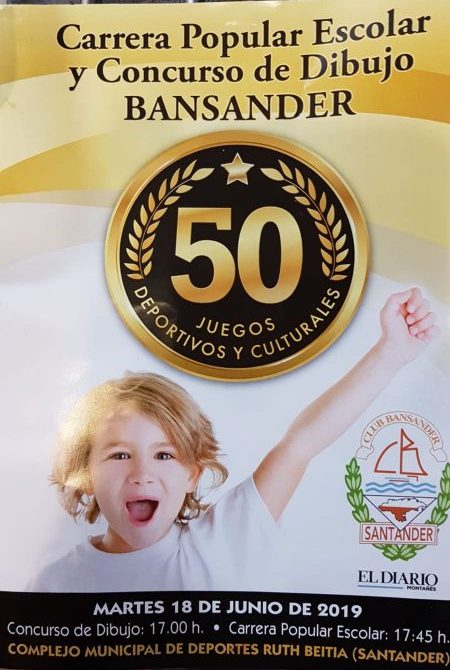 Carrera Popular Escolar
y Concurso de Dibujo
BANSANDER
50
JUEGOS
DEPORTIVOS Y CULTURALES
CLUB BANSANDER
SANTANDER
EL DIARIO
MONTAÑÉS
MARTES 18 DE JUNIO DE 2019
Concurso de Dibujo: 17.00 h. • Carrera Popular Escolar: 17:45 h.
COMPLEJO MUNICIPAL DE DEPORTES RUTH BEITIA (SANTANDER)